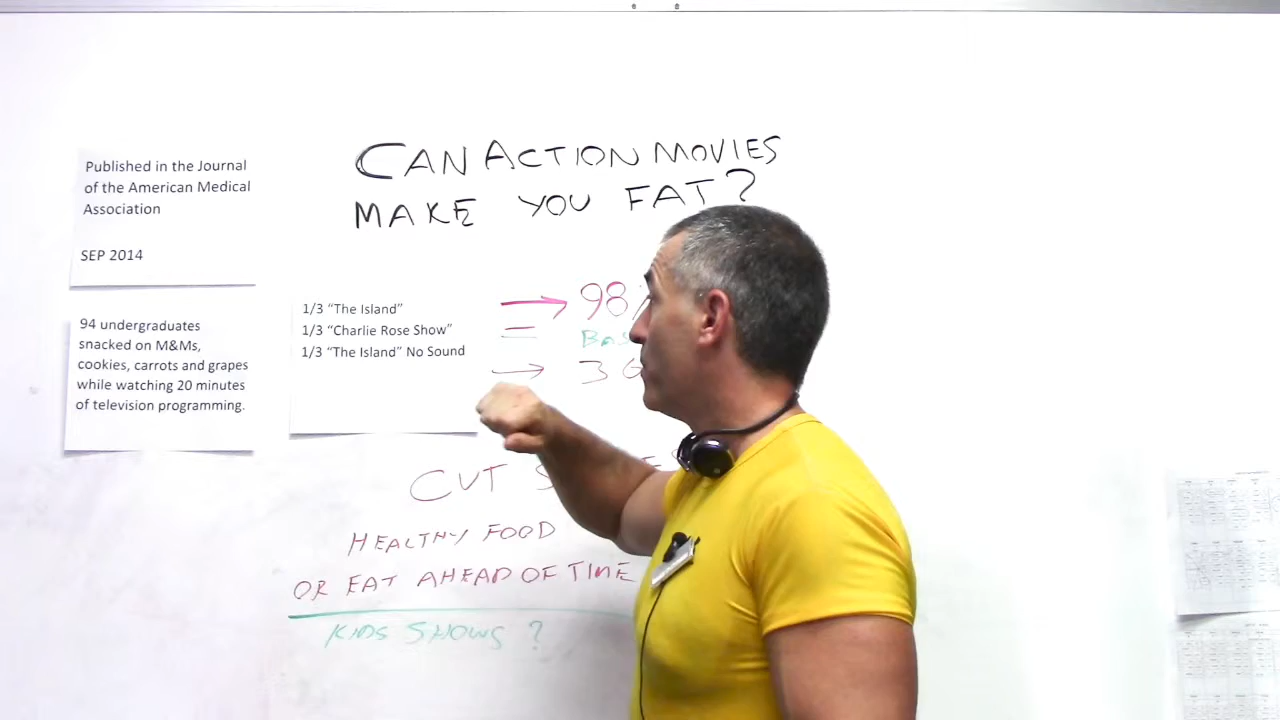 CAN ACTION MOVIES
MAKE YOU FAT?
Published in the Journal
of the American Medical
Association
SEP 2014
94 undergraduates
snacked on M&Ms,
cookies, carrots and grapes
while watching 20 minutes
of television programming.
1/3 “The Island”
1/3 “Charlie Rose Show”
1/3 “The Island” No Sound
→ 98
=
→ 3
CUT
HEALTHY FOOD
OR EAT AHEAD OF TIME
KIDS SHOWS ?